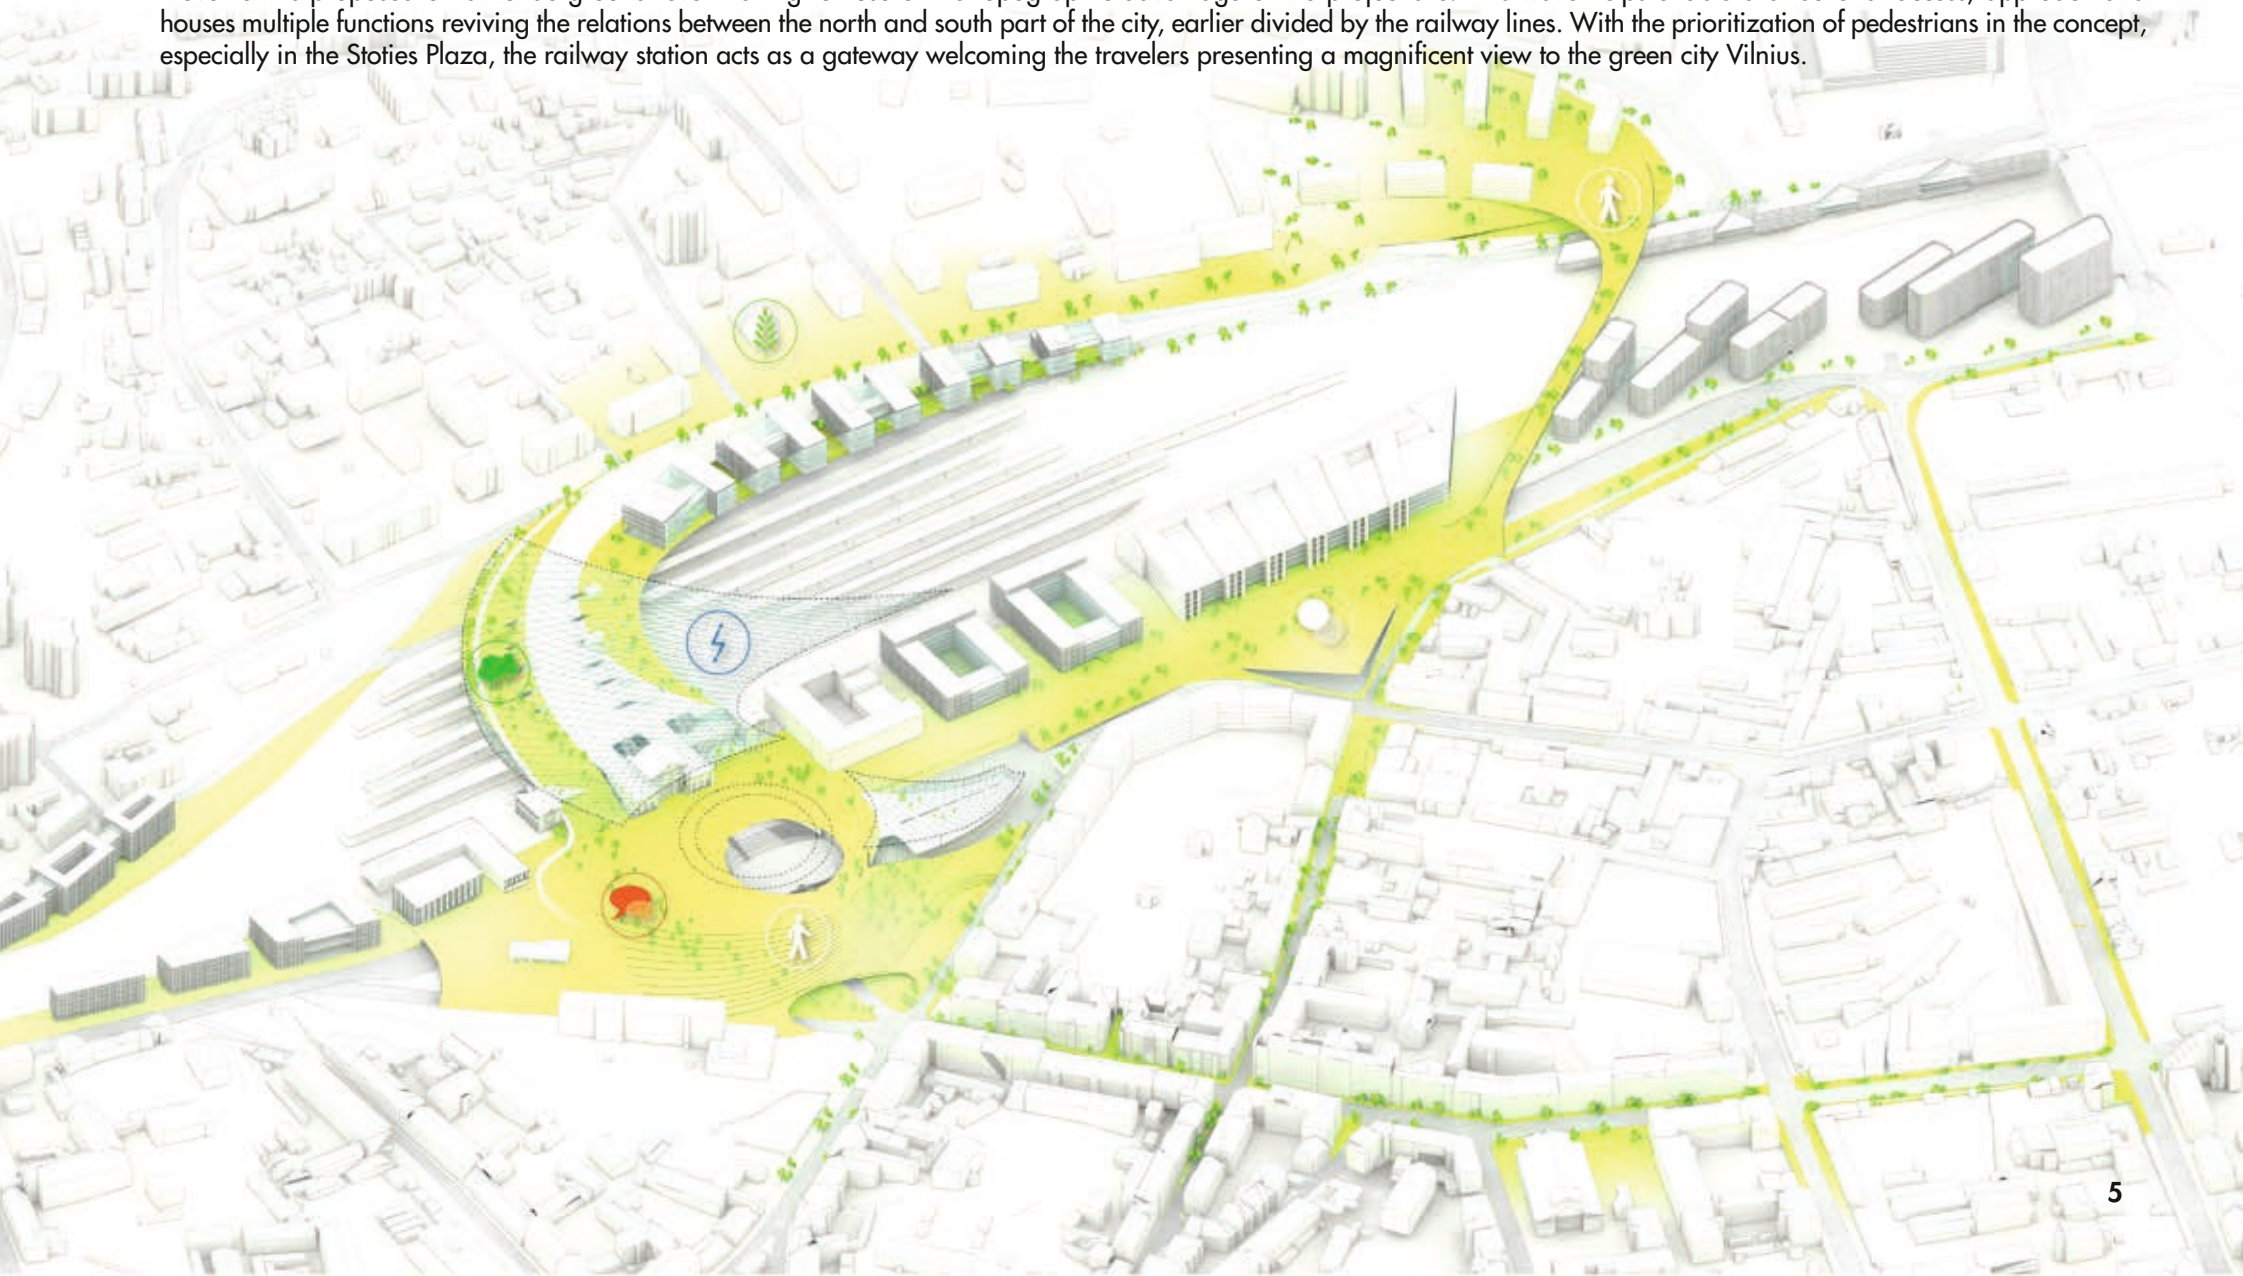 houses multiple functions reviving the relations between the north and south part of the city, earlier divided by the railway lines. With the prioritization of pedestrians in the concept,
especially in the Stoties Plaza, the railway station acts as a gateway welcoming the travelers presenting a magnificent view to the green city Vilnius.
5